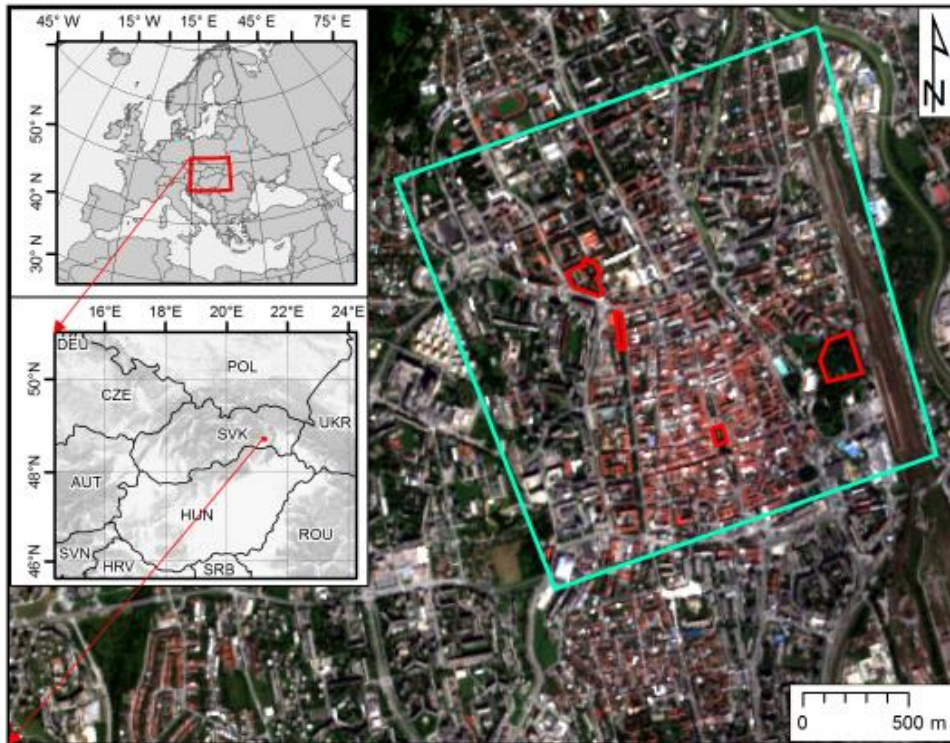 45° W 15° W 15° E 45° E 75° E
50° N
40° N
30° N
N
16°E 18°E 20°E 22°E 24°E
50°N
48°N
46°N
DEU
POL
CZE
UKR
SVK
AUT
HUN
ROU
SVN
HRV
SRB
0 500 m